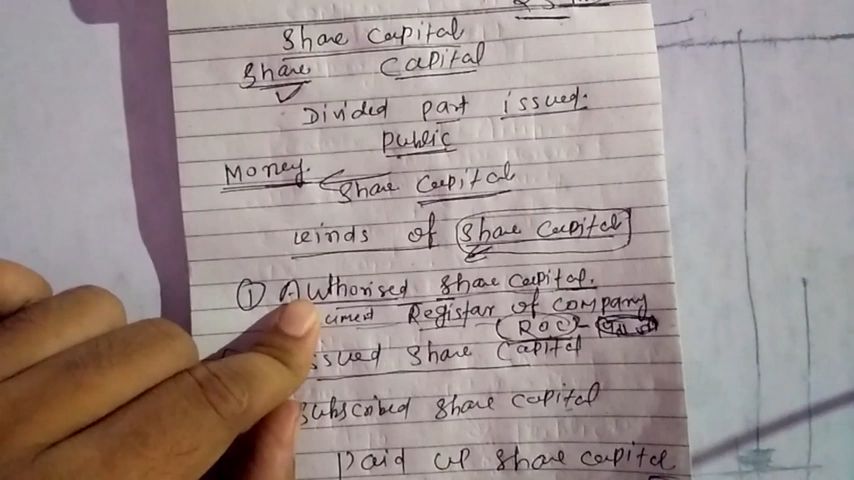 Share Capital
Share Capital
Divided part issued.
Public
Money. Share Capital
kinds of Share Capital
① Authorised Share Capital.
ument Registar of Company
(ROC)-
ssued Share Capital
Subscribed Share Capital
Paid up Share Capital